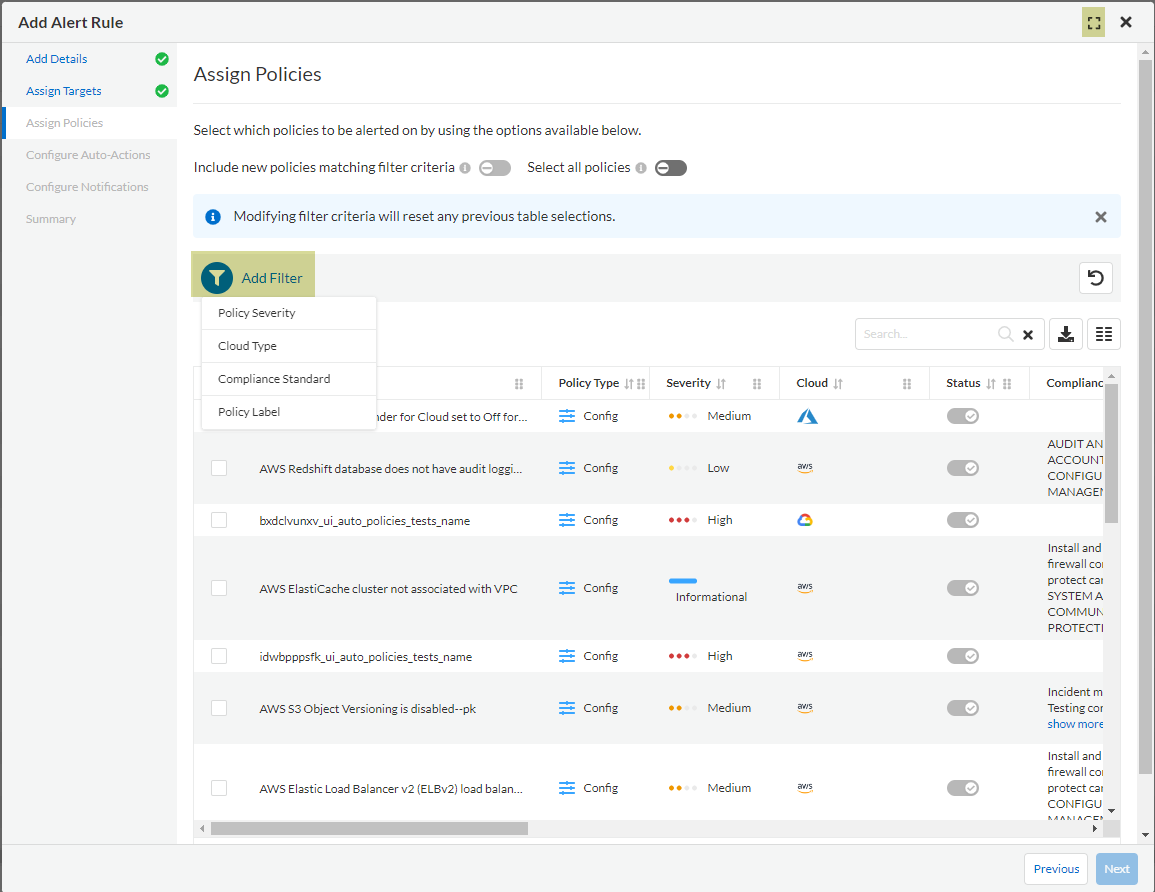 Add Alert Rule
Add Details
Assign Targets
Assign Policies
Configure Auto-Actions
Configure Notifications
Summary
Assign Policies
Select which policies to be alerted on by using the options available below.
Include new policies matching filter criteria
Select all policies
Modifying filter criteria will reset any previous table selections.
Add Filter
Policy Severity
Cloud Type
Compliance Standard
Policy Label
Search...
Policy Type Severity Cloud Status Complianc
nder for Cloud set to Off for... Config Medium
AWS Redshift database does not have audit loggi... Config Low aws
AUDIT AN
ACCOUNT
CONFIGU
MANAGEM
bxdclvunxv_ui_auto_policies_tests_name Config High
AWS ElastiCache cluster not associated with VPC Config Informational aws
Install and
firewall co
protect car
SYSTEM A
COMMUN
PROTECTI
idwbpppsfk_ui_auto_policies_tests_name Config High aws
AWS S3 Object Versioning is disabled--pk Config Medium aws
Incident m
Testing cor
show more
AWS Elastic Load Balancer v2 (ELBv2) load balan... Config Medium aws
Install and
firewall co
protect car
CONFIGU
MANAGEM
Previous
Next